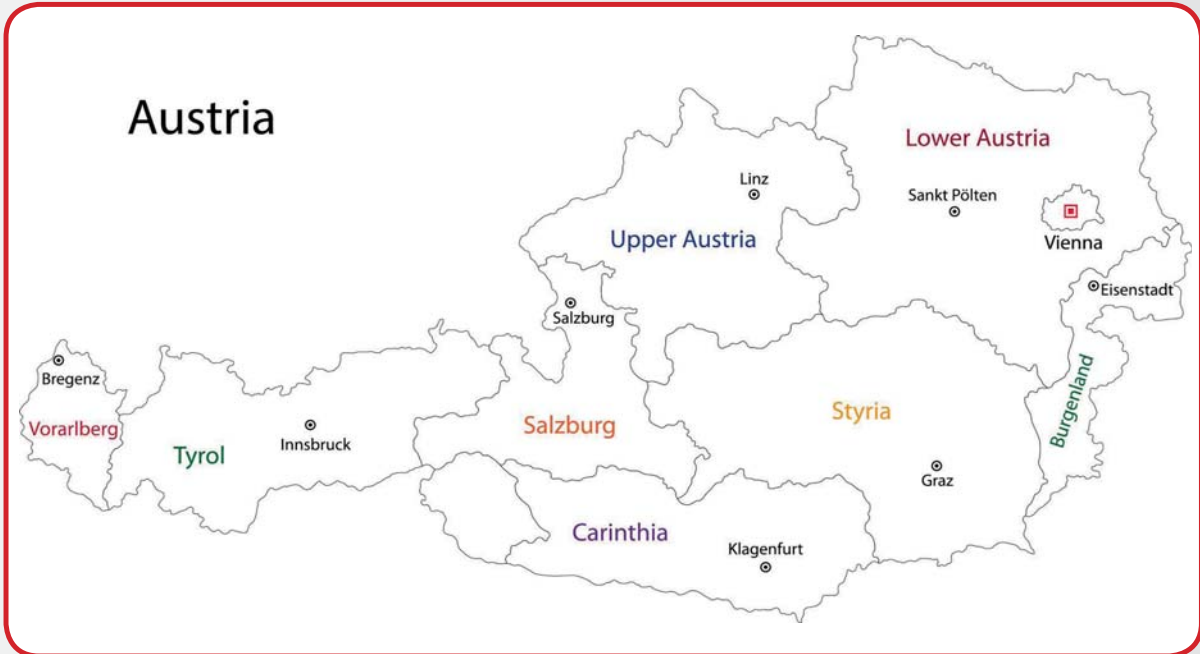 Austria
Lower Austria
Linz
Sankt Pölten
Upper Austria
Vienna
Eisenstadt
Salzburg
Bregenz
Burgenland
Vorarlberg
Styria
Salzburg
Innsbruck
Tyrol
Graz
Carinthia
Klagenfurt